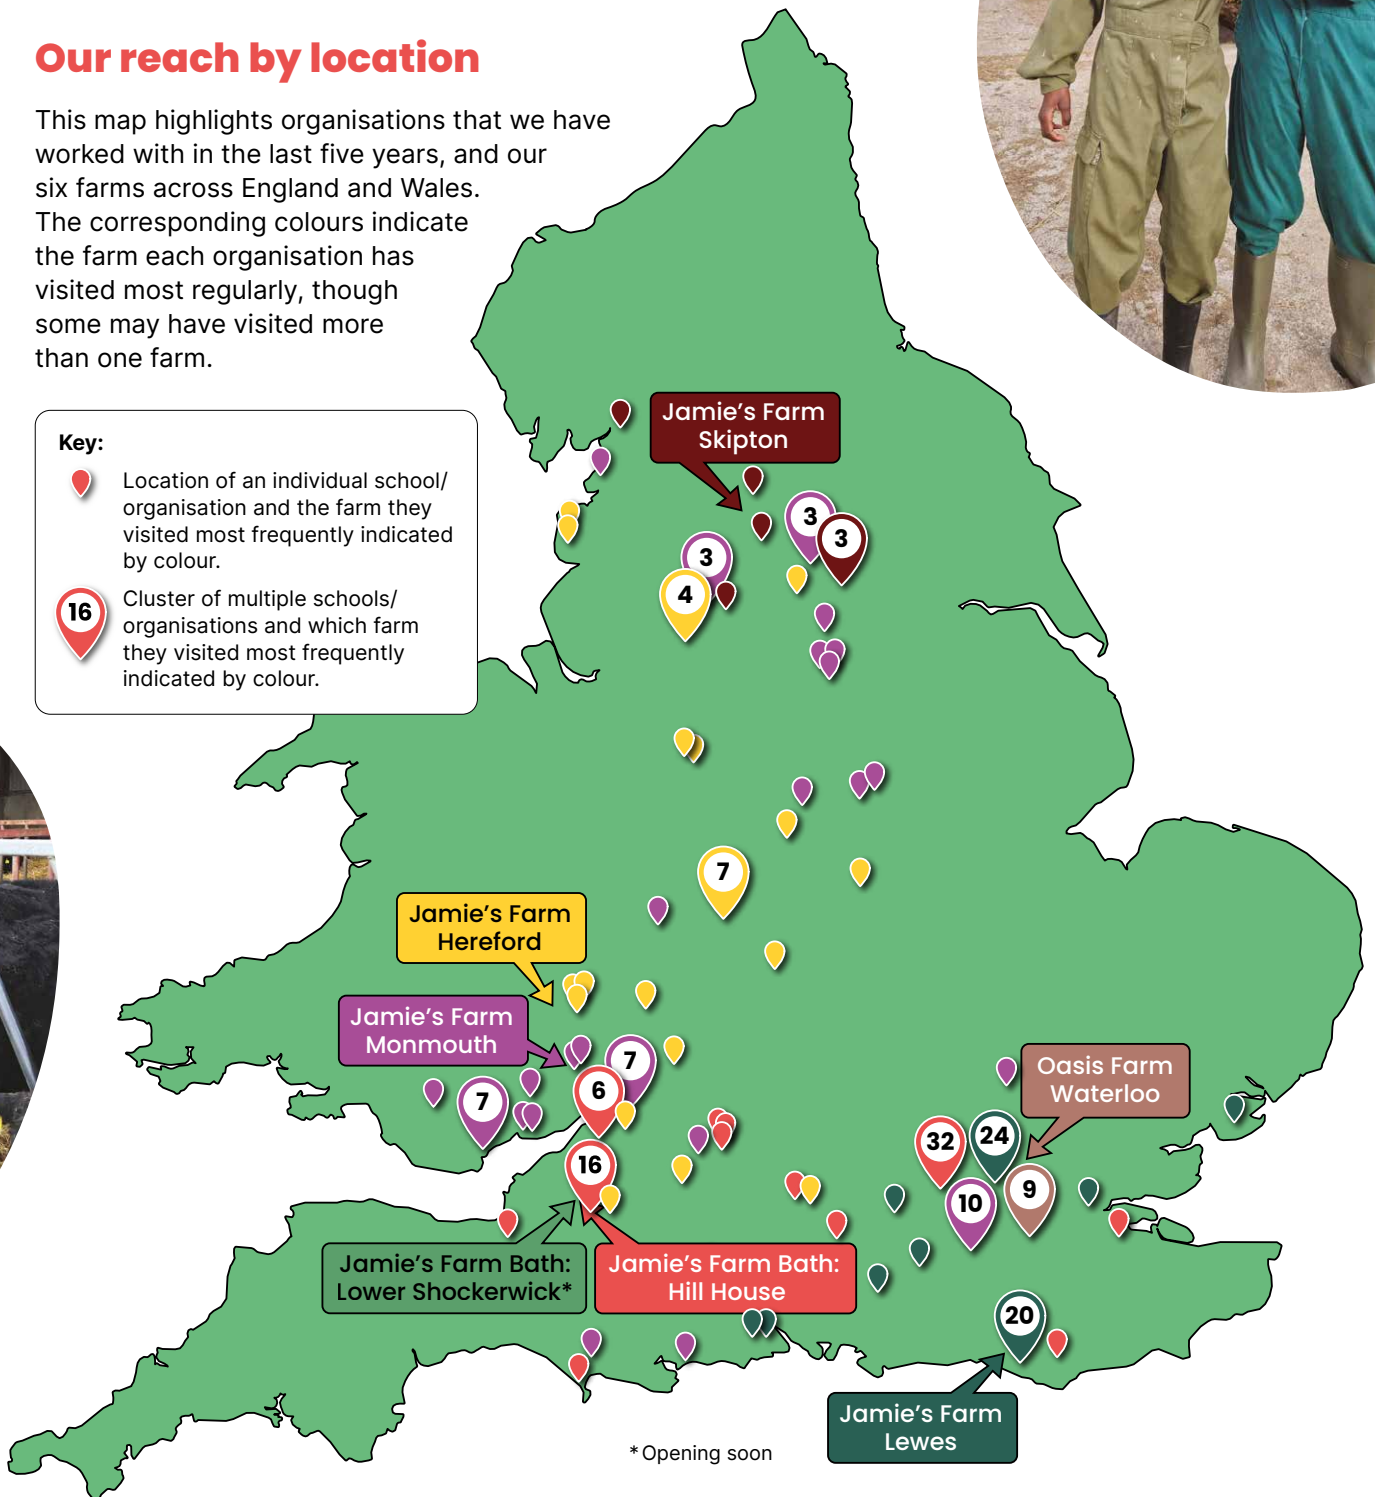 Our reach by location
This map highlights organisations that we have
worked with in the last five years, and our
six farms across England and Wales.
The corresponding colours indicate
the farm each organisation has
visited most regularly, though
some may have visited more
than one farm.
Key:
Location of an individual school/
organisation and the farm they
visited most frequently indicated
by colour.
16
Cluster of multiple schools/
organisations and which farm
they visited most frequently
indicated by colour.
Jamie's Farm
Skipton
3
3
3
4
7
Jamie's Farm
Hereford
Jamie's Farm
Monmouth
7
6
7
16
Oasis Farm
Waterloo
32
24
10
9
Jamie's Farm Bath:
Lower Shockerwick*
Jamie's Farm Bath:
Hill House
20
Jamie's Farm
Lewes
*Opening soon